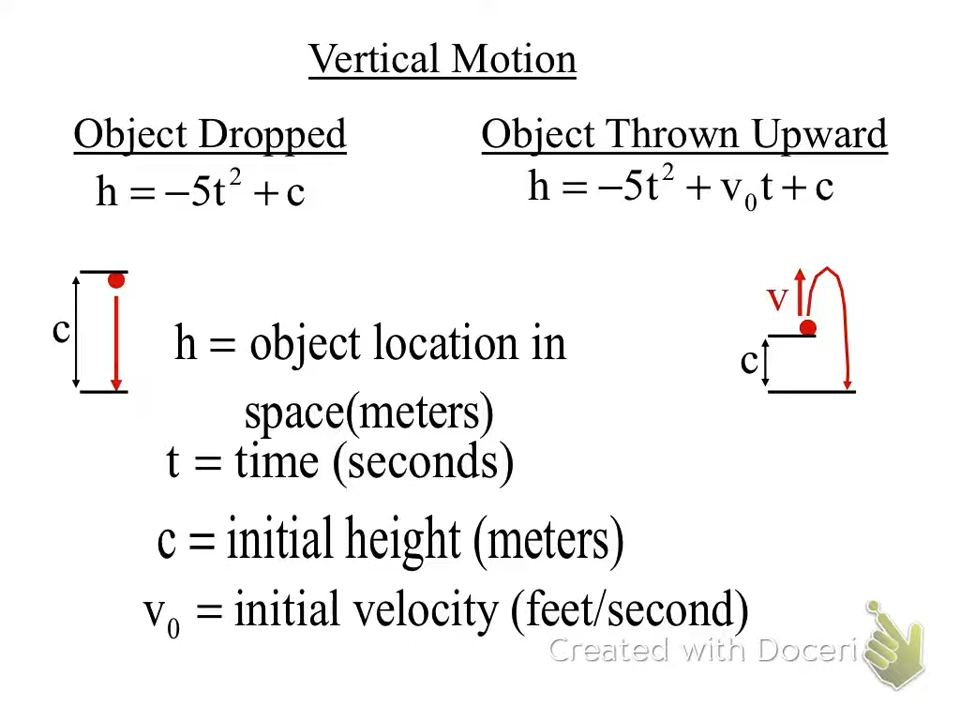 Vertical Motion
Object Dropped
h = −5t² + c
Object Thrown Upward
h = −5t² + v₀t + c
c
v
c
h = object location in
space(meters)
t = time (seconds)
c = initial height (meters)
v₀ = initial velocity (feet/second)
Created with Doceri